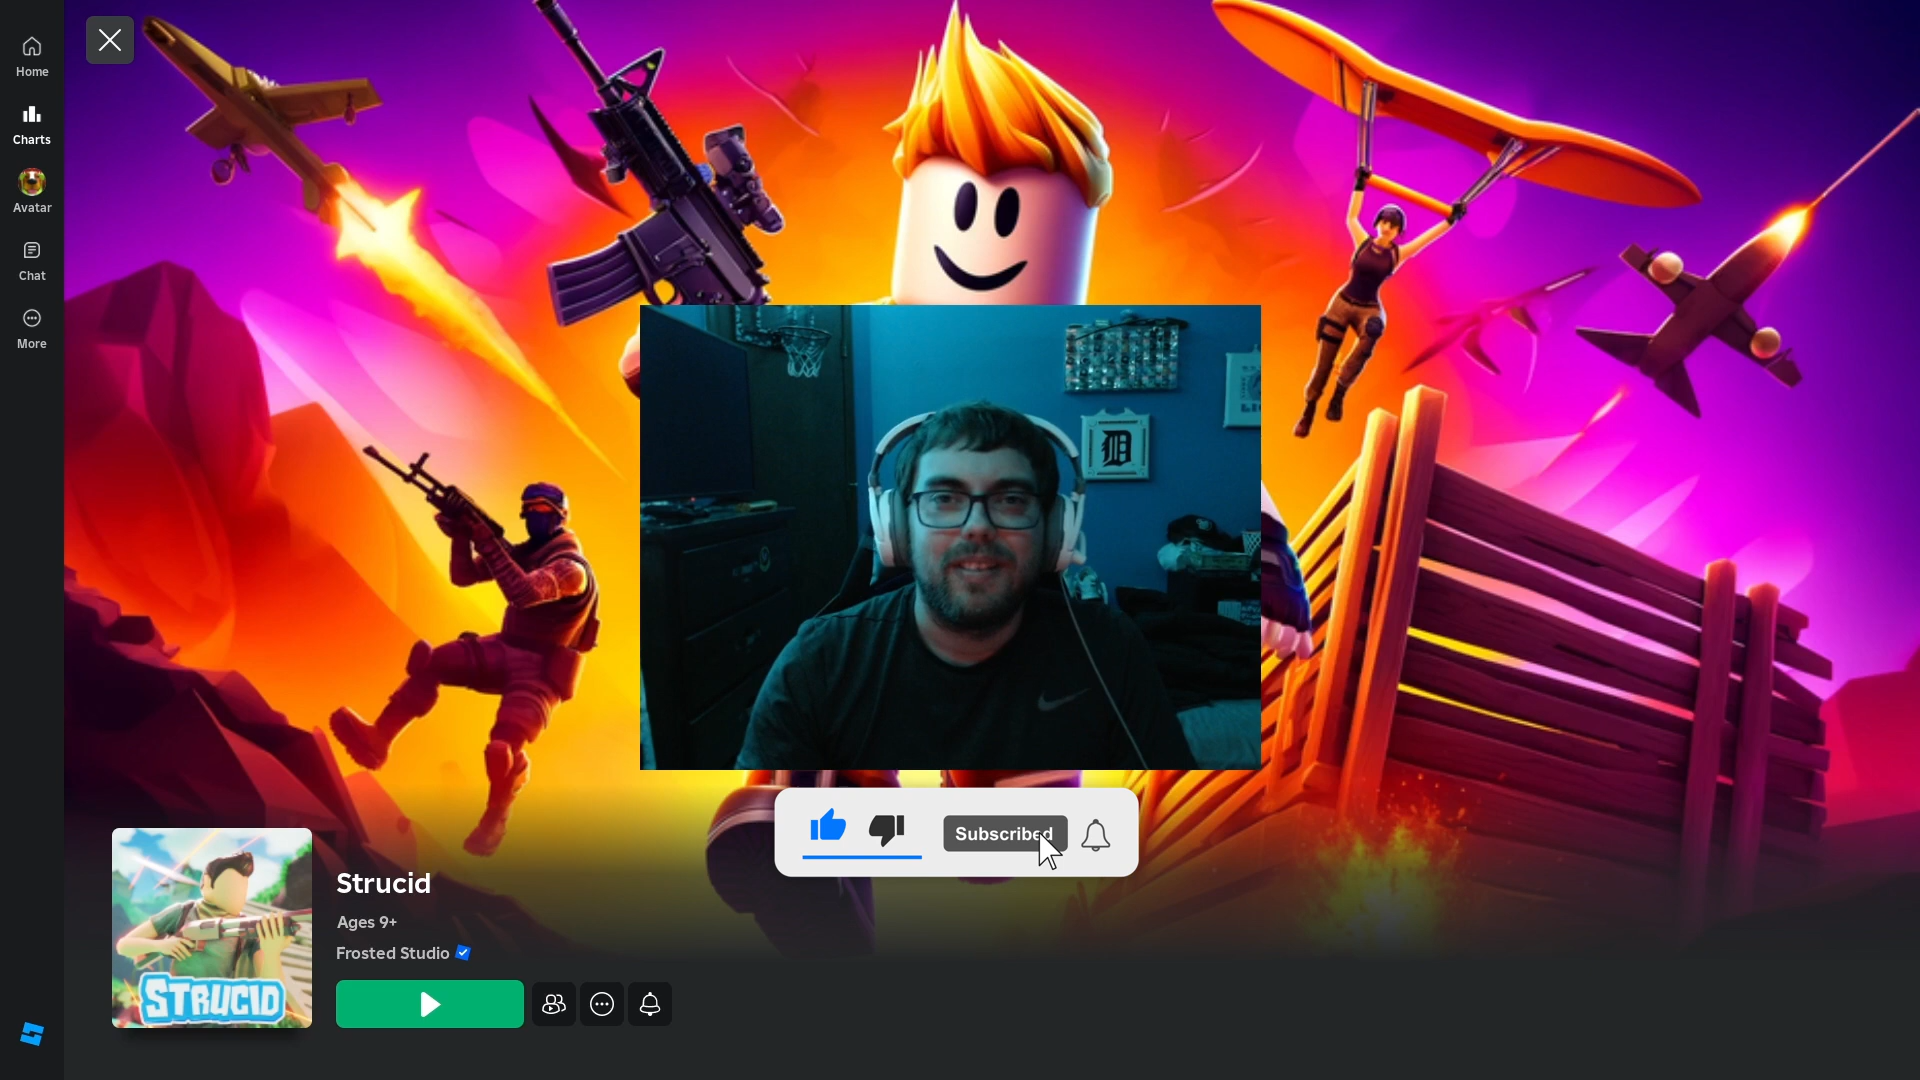 Home
Charts
Avatar
Chat
More
D
Subscribed
STRUCID
Strucid
Ages 9+
Frosted Studio